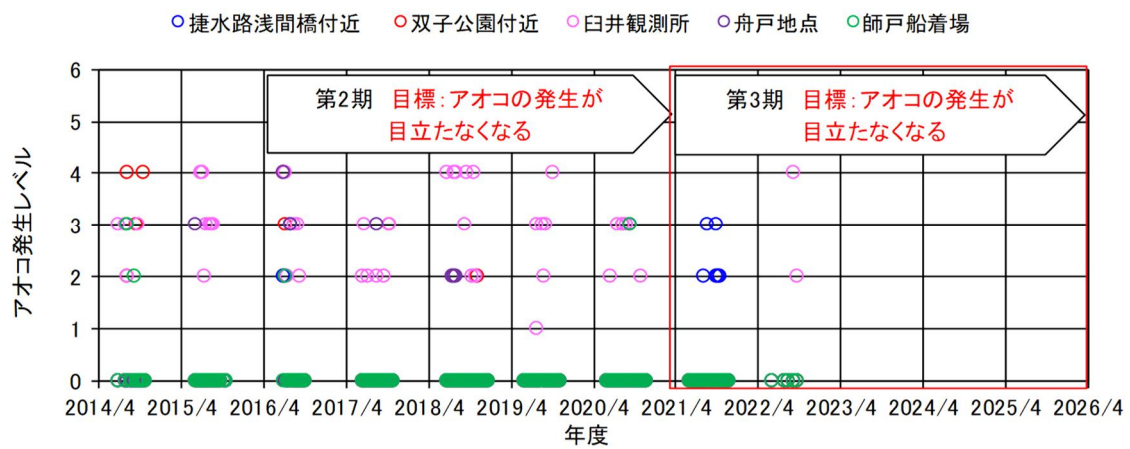 捷水路浅間橋付近 双子公園付近 臼井観測所 舟戸地点 師戸船着場
第2期 目標：アオコの発生が
目立たなくなる
第3期 目標：アオコの発生が
目立たなくなる
アオコ発生レベル
6
5
4
3
2
1
0
2014/4 2015/4 2016/4 2017/4 2018/4 2019/4 2020/4 2021/4 2022/4 2023/4 2024/4 2025/4 2026/4
年度